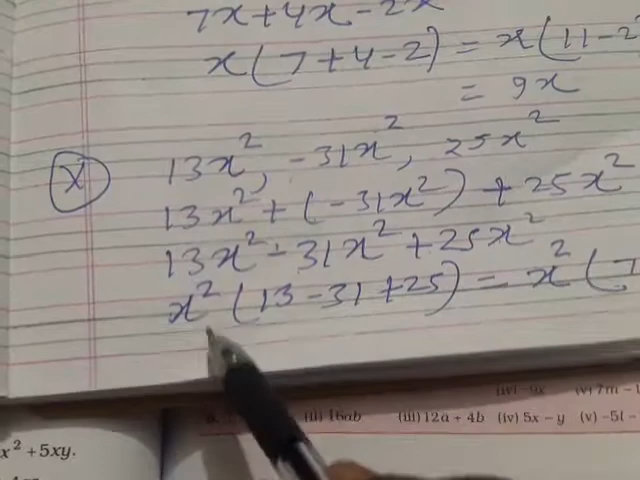 7x+4x-2x
x(7+4-2) = x(11-2
= 9x
(x) 13x², -31x², 25x²
13x²+(-31x²)+25x²
13x²-31x²+25x²
x²(13-31+25) = x²(7
(iv) -9x (v) 7m -
(ii) 16ab (iii) 12a + 4b (iv) 5x - y (v) -5l -
x² + 5xy.